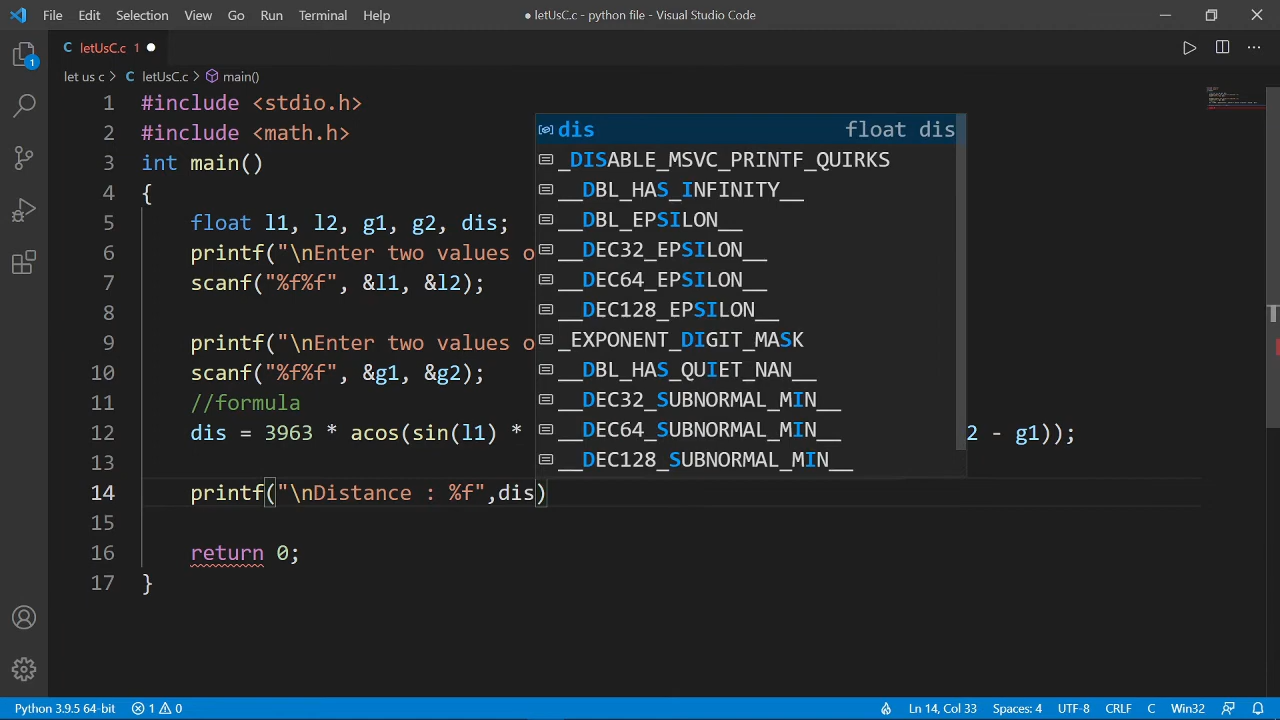 File Edit Selection View Go Run Terminal Help ● letUsC.c - python file - Visual Studio Code
C letUsC.c 1 ●
let us c > C letUsC.c > main()
1 #include <stdio.h>
2 #include <math.h>
3 int main()
4 {
5 float l1, l2, g1, g2, dis;
6 printf("\nEnter two values o
7 scanf("%f%f", &l1, &l2);
8
9 printf("\nEnter two values o
10 scanf("%f%f", &g1, &g2);
11 //formula
12 dis = 3963 * acos(sin(l1) * 2 - g1));
13
14 printf("\nDistance : %f",dis)
15
16 return 0;
17 }
dis float dis
_DISABLE_MSVC_PRINTF_QUIRKS
__DBL_HAS_INFINITY__
__DBL_EPSILON__
__DEC32_EPSILON__
__DEC64_EPSILON__
__DEC128_EPSILON__
_EXPONENT_DIGIT_MASK
__DBL_HAS_QUIET_NAN__
__DEC32_SUBNORMAL_MIN__
__DEC64_SUBNORMAL_MIN__
__DEC128_SUBNORMAL_MIN__
1
Python 3.9.5 64-bit 1 0 Ln 14, Col 33 Spaces: 4 UTF-8 CRLF C Win32